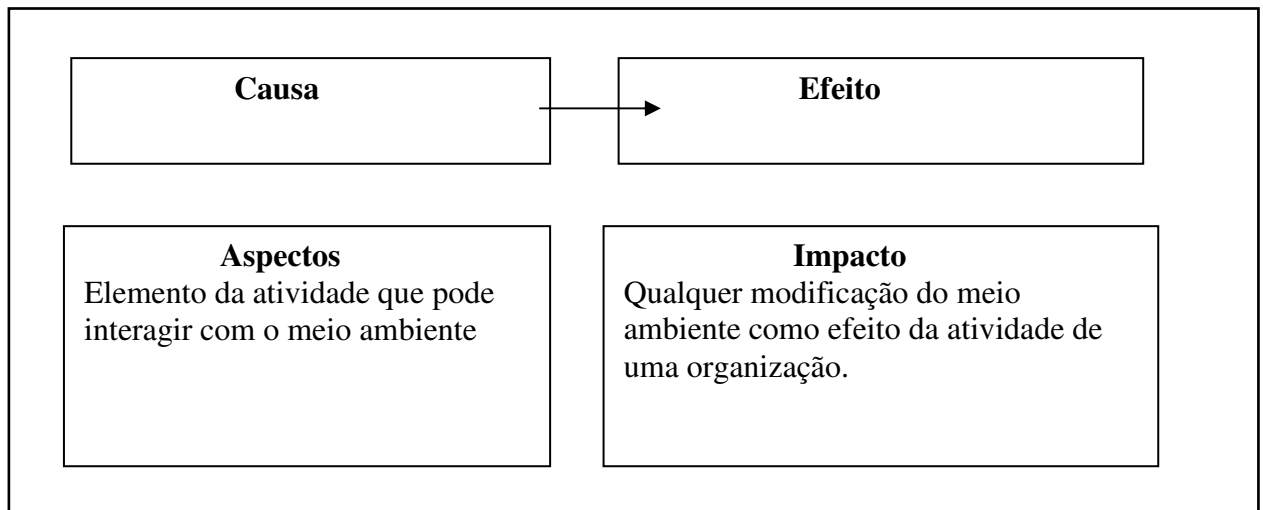 Causa
Efeito
Aspectos
Elemento da atividade que pode
interagir com o meio ambiente
Impacto
Qualquer modificação do meio
ambiente como efeito da atividade de
uma organização.